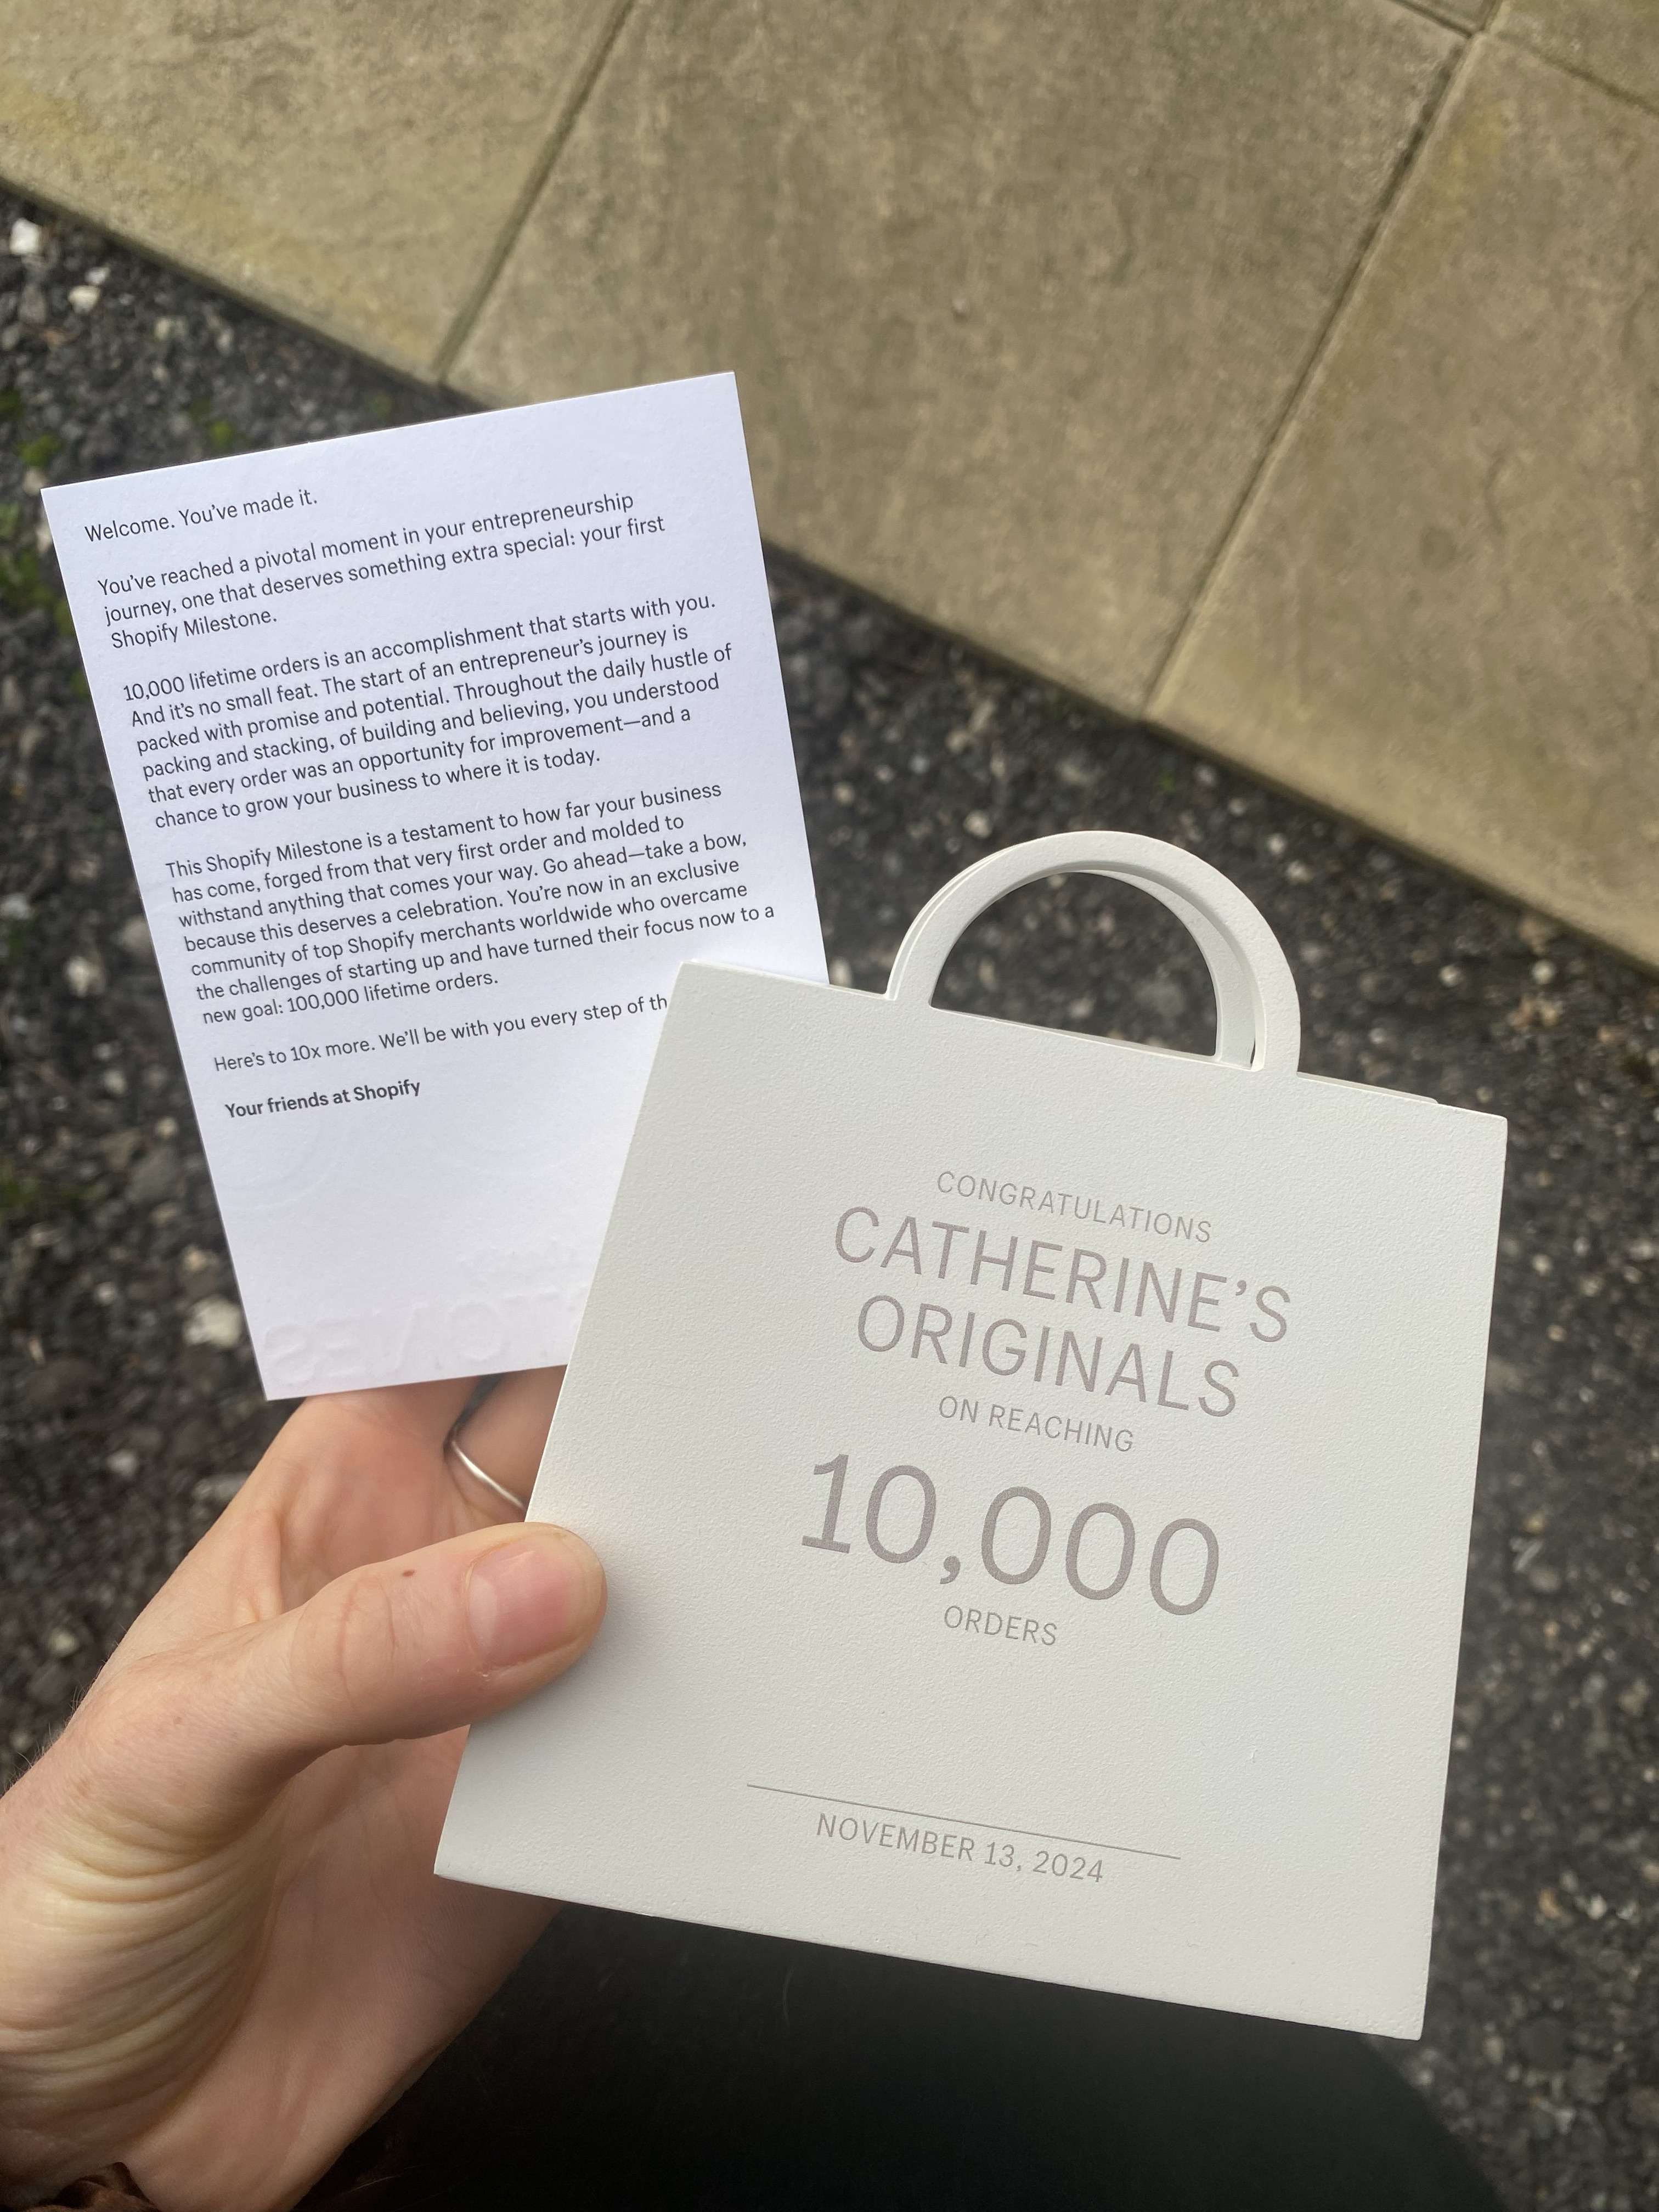 Welcome. You've made it.
You've reached a pivotal moment in your entrepreneurship
journey, one that deserves something extra special: your first
Shopify Milestone.
10,000 lifetime orders is an accomplishment that starts with you.
And it's no small feat. The start of an entrepreneur's journey is
packed with promise and potential. Throughout the daily hustle of
packing and stacking, of building and believing, you understood
that every order was an opportunity for improvement—and a
chance to grow your business to where it is today.
This Shopify Milestone is a testament to how far your business
has come, forged from that very first order and molded to
withstand anything that comes your way. Go ahead—take a bow,
because this deserves a celebration. You're now in an exclusive
community of top Shopify merchants worldwide who overcame
the challenges of starting up and have turned their focus now to a
new goal: 100,000 lifetime orders.
Here's to 10x more. We'll be with you every step of th
Your friends at Shopify
CONGRATULATIONS
CATHERINE'S
ORIGINALS
ON REACHING
10,000
ORDERS
NOVEMBER 13, 2024